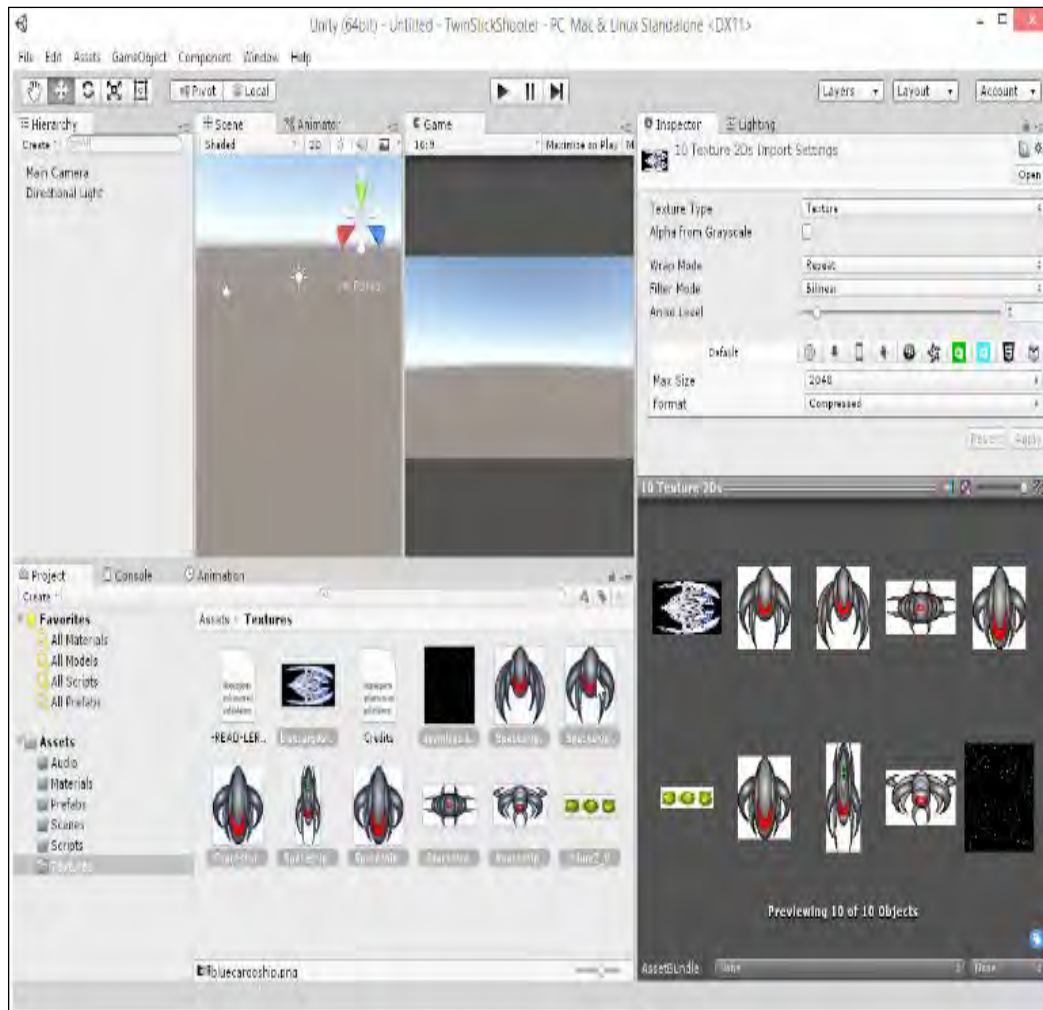 Unity (64bit) - Untitled - TwinStickShooter - PC, Mac & Linux Standalone <DX11>
File Edit Assets GameObject Component Window Help
Pivot Local
Layers Layout Account
Hierarchy
Create
Main Camera
Directional Light
Scene Animator
Shaded 2D
Game
16:9 Maximize on Play M
Inspector Lighting
10 Texture 2Ds Import Settings
Open
Texture Type Texture
Alpha from Grayscale
Wrap Mode Repeat
Filter Mode Bilinear
Aniso Level 1
Default
Max Size 2048
Format Compressed
Revert Apply
10 Texture 2Ds
Previewing 10 of 10 Objects
AssetBundle None None
Project Console Animation
Create
Favorites
All Materials
All Models
All Scripts
All Prefabs
Assets
Audio
Materials
Prefabs
Scenes
Scripts
Textures
Assets Textures
-READ-LER...
Credits
bluecargoship.png